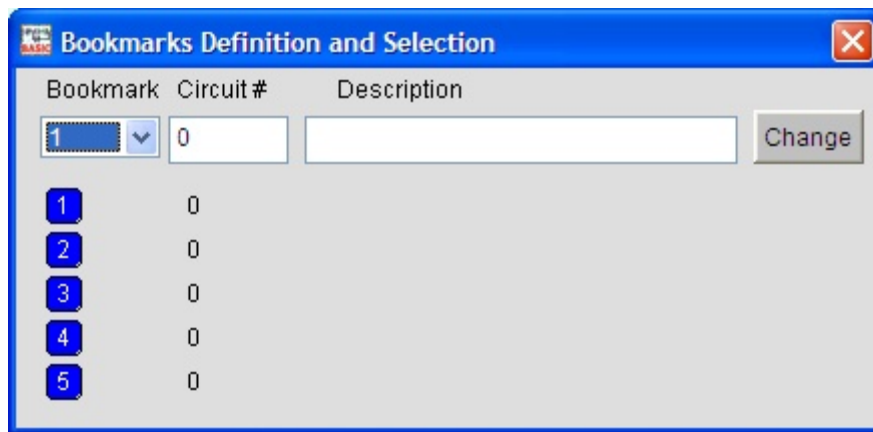 Bookmarks Definition and Selection
Bookmark Circuit # Description
1 0 Change
1 0
2 0
3 0
4 0
5 0